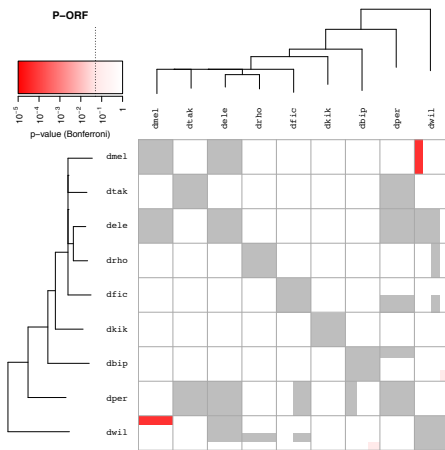 P−ORF
10−5
10−4
10−3
10−2
10−1
1
p−value (Bonferroni)
dmel
dtak
dele
drho
dfic
dkik
dbip
dper
dwil
dmel
dtak
dele
drho
dfic
dkik
dbip
dper
dwil